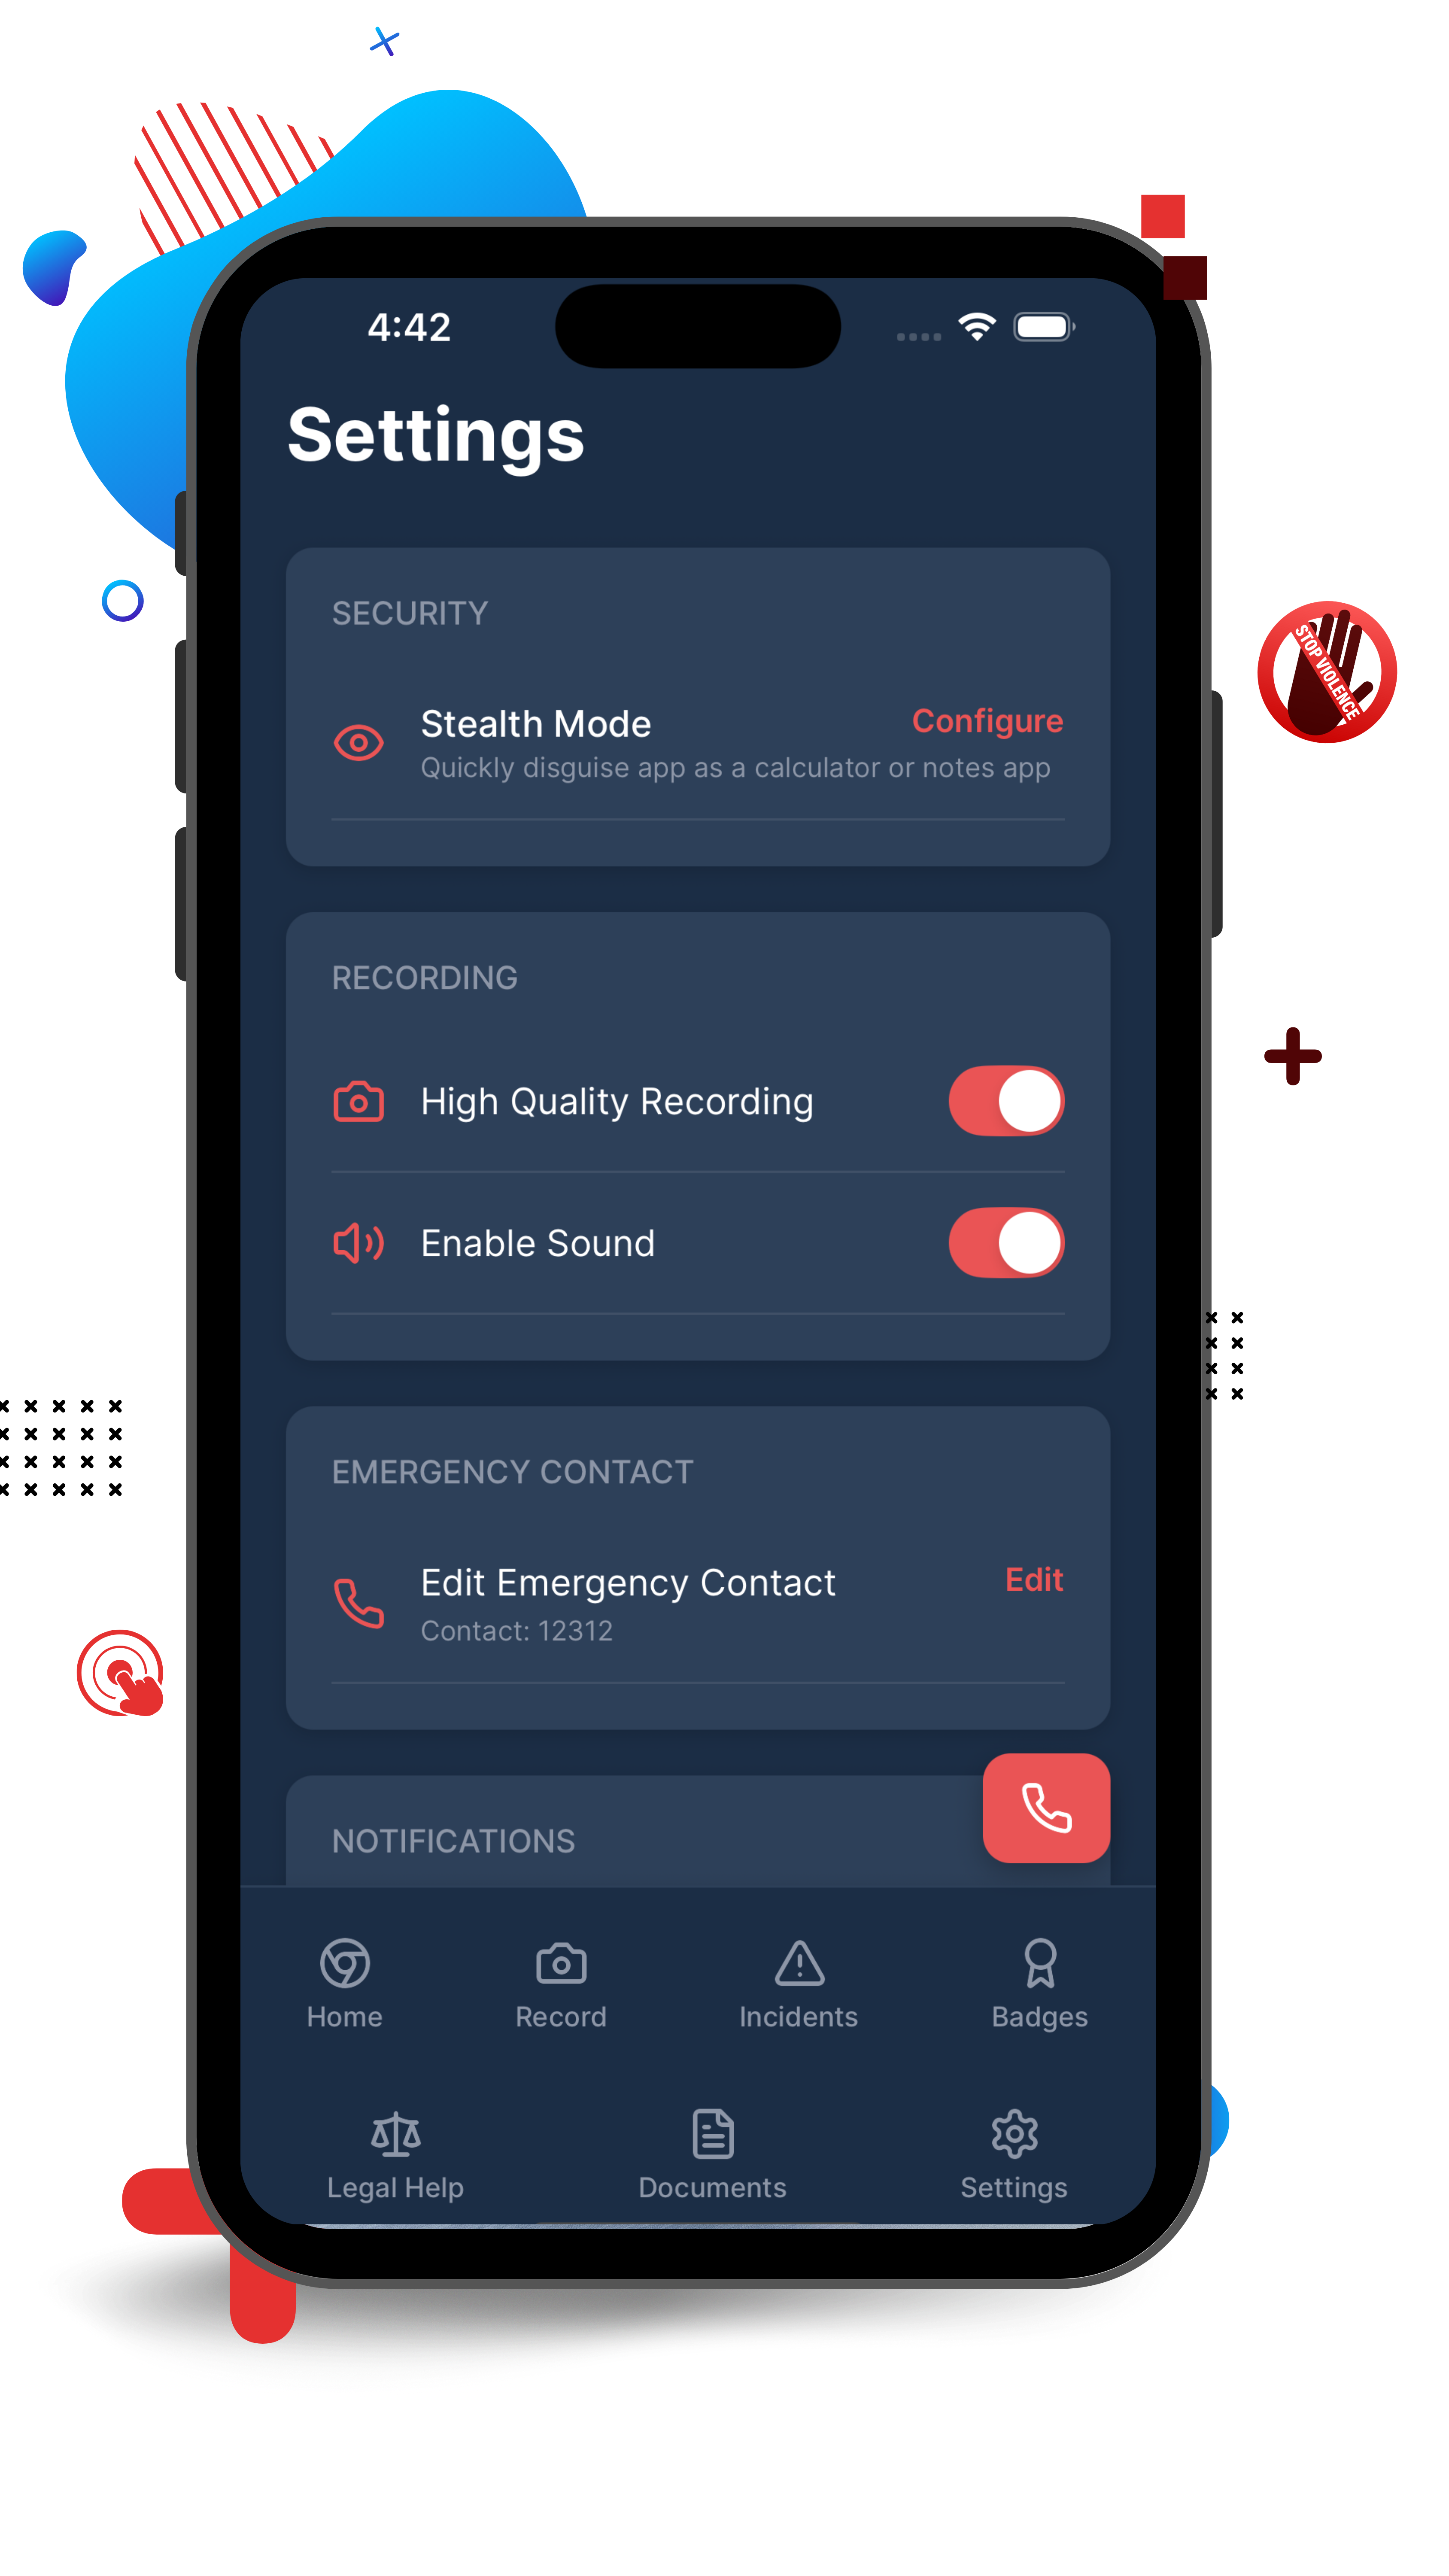 4:42
Settings
SECURITY
Stealth Mode
Configure
Quickly disguise app as a calculator or notes app
STOP VIOLENCE
RECORDING
High Quality Recording
Enable Sound
EMERGENCY CONTACT
Edit Emergency Contact
Edit
Contact: 12312
NOTIFICATIONS
Home
Record
Incidents
Badges
Legal Help
Documents
Settings